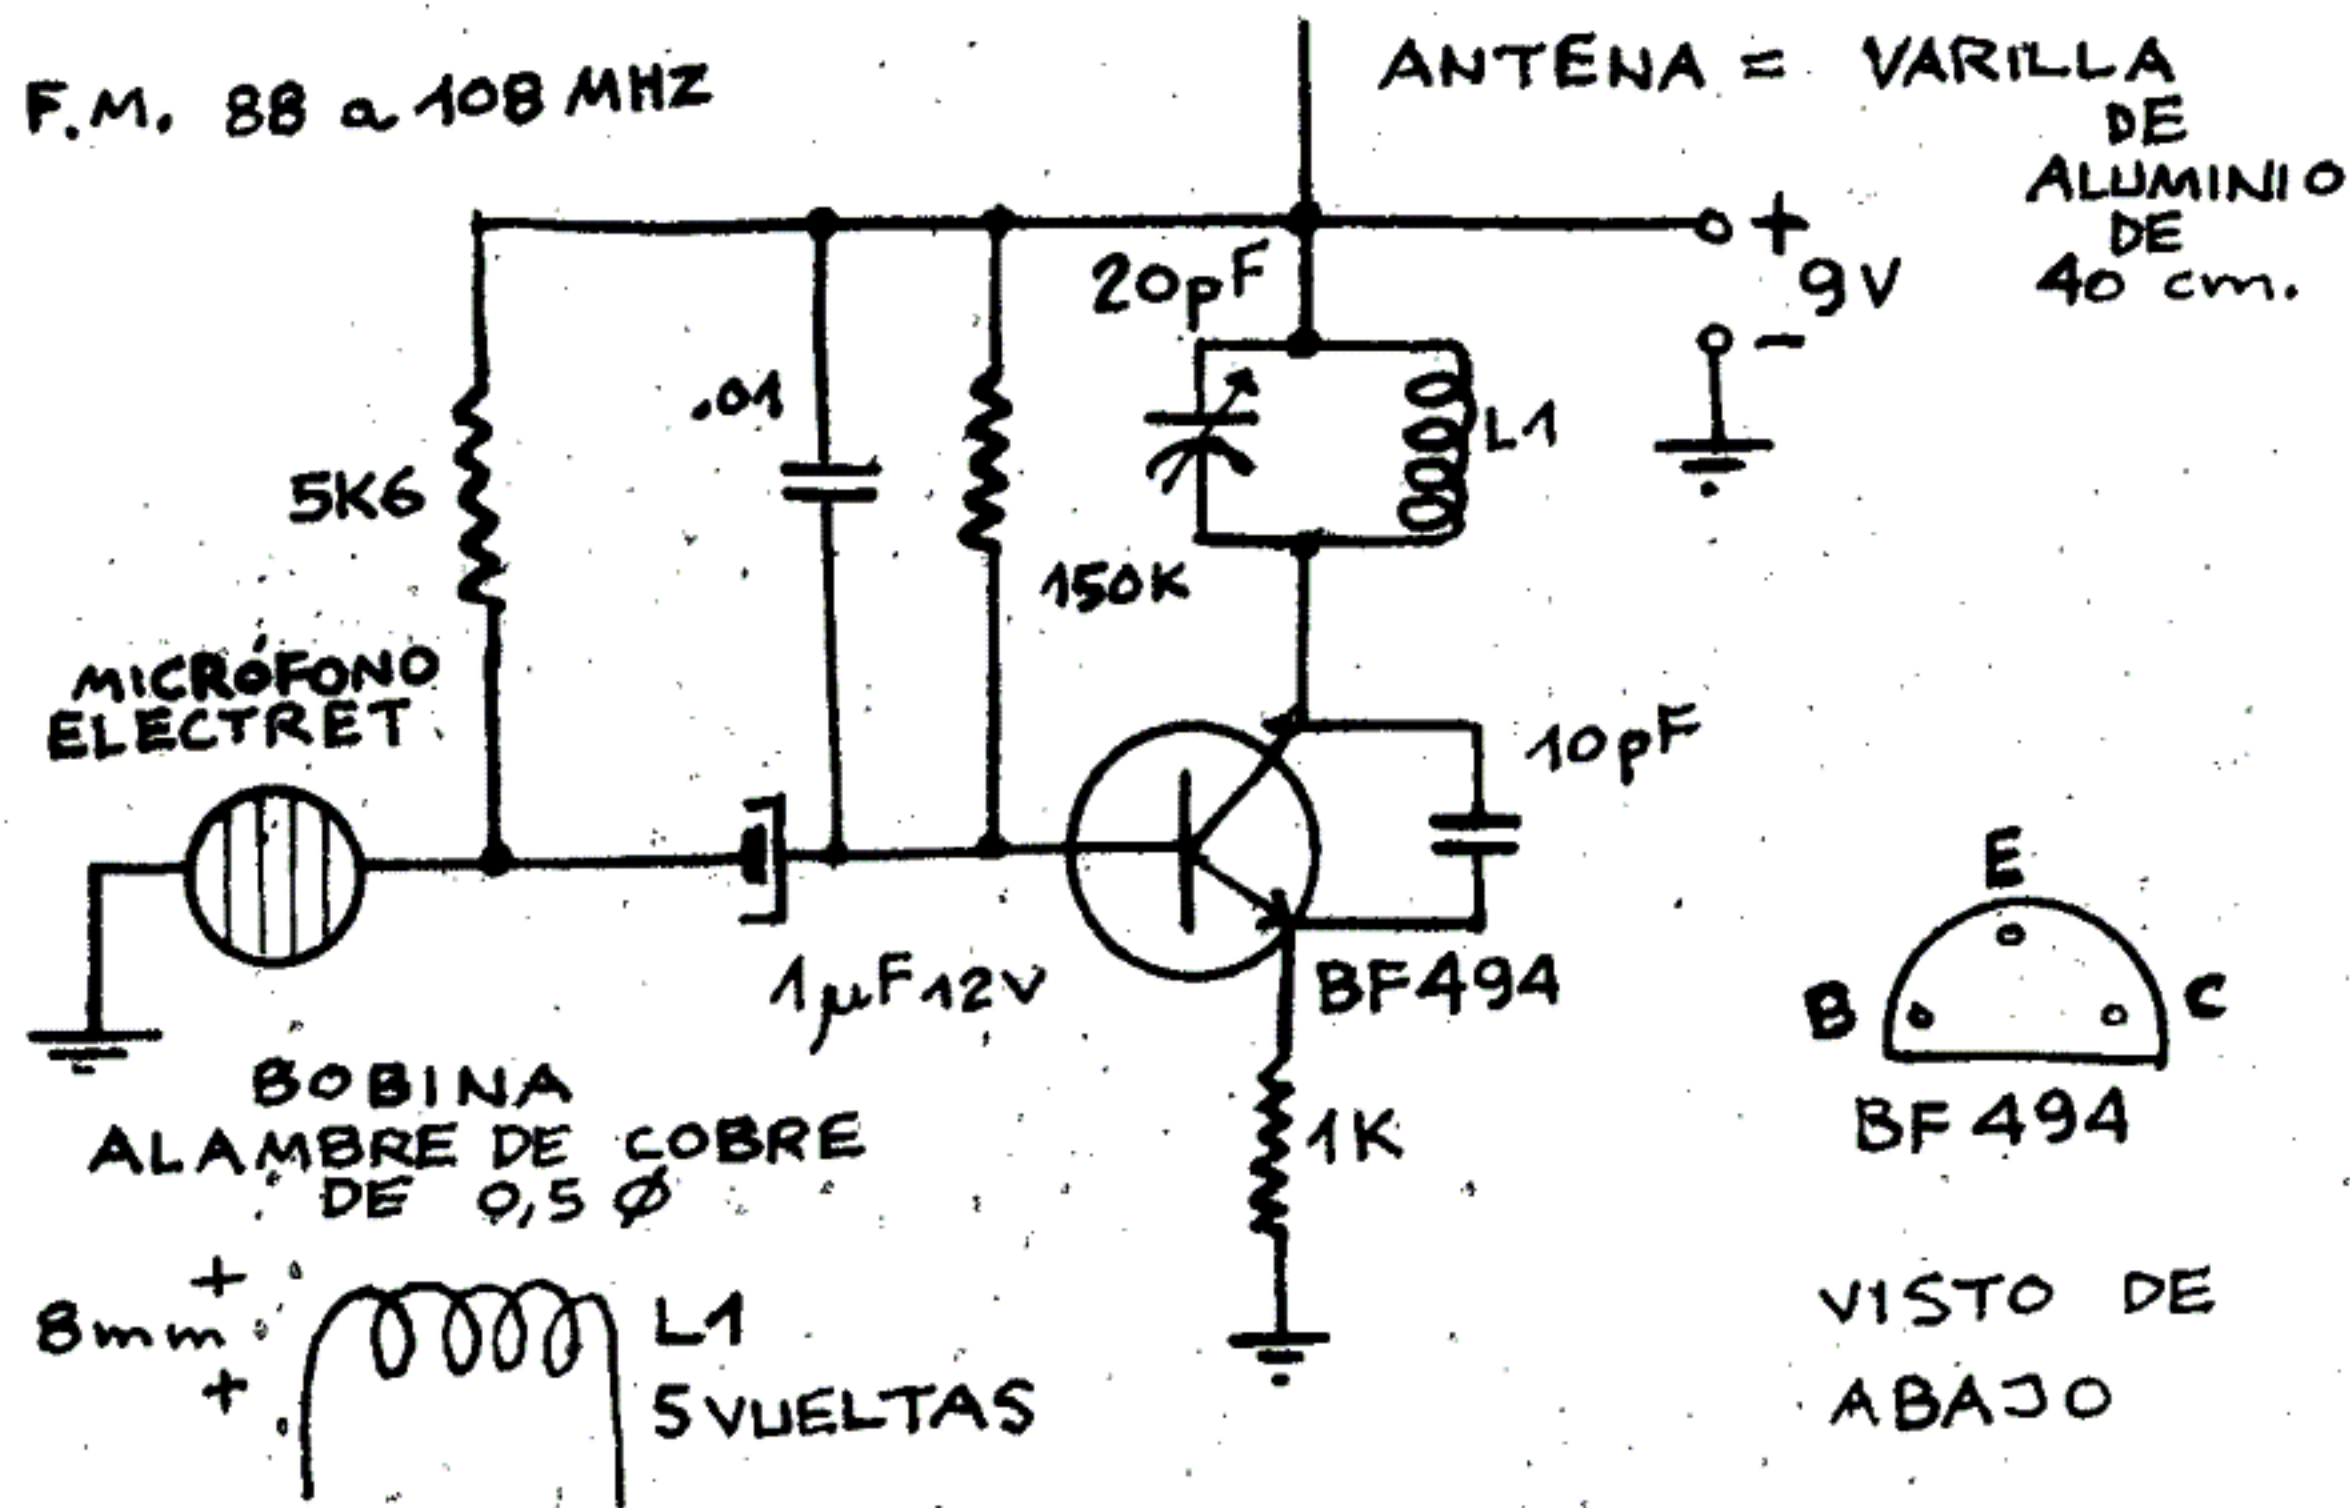 F.M. 88 a 108 MHZ
ANTENA = VARILLA
DE
ALUMINIO
DE
40 cm.
+
9V
-
20pF
.01
L1
5K6
150K
MICRÓFONO
ELECTRET
10pF
1µF 12V
BF494
E
B
C
BF494
VISTO DE
ABAJO
1K
BOBINA
ALAMBRE DE COBRE
DE 0,5 Ø
+
8mm
+
L1
5 VUELTAS